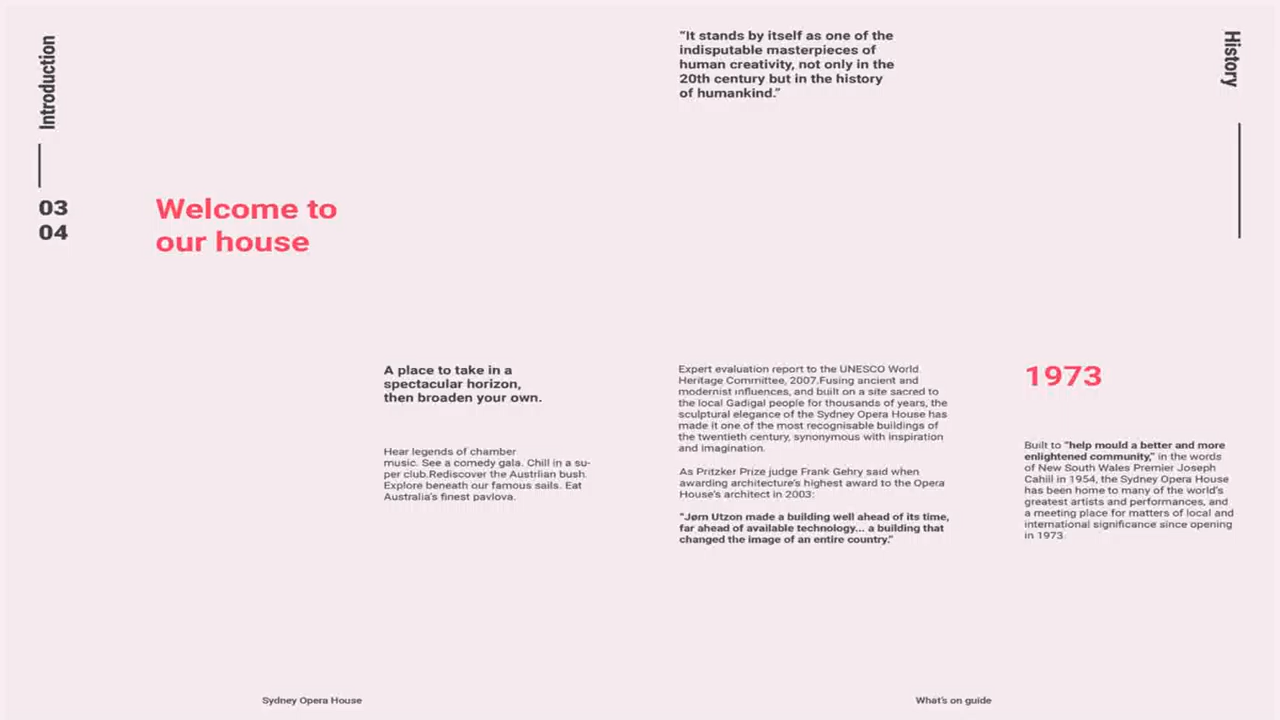 Introduction
03
04
Welcome to
our house
A place to take in a
spectacular horizon,
then broaden your own.
Hear legends of chamber
music. See a comedy gala. Chill in a su-
per club.Rediscover the Austrlian bush.
Explore beneath our famous sails. Eat
Australia's finest pavlova.
Sydney Opera House
“It stands by itself as one of the
indisputable masterpieces of
human creativity, not only in the
20th century but in the history
of humankind.”
Expert evaluation report to the UNESCO World
Heritage Committee, 2007.Fusing ancient and
modernist influences, and built on a site sacred to
the local Gadigal people for thousands of years, the
sculptural elegance of the Sydney Opera House has
made it one of the most recognisable buildings of
the twentieth century, synonymous with inspiration
and imagination.
As Pritzker Prize judge Frank Gehry said when
awarding architecture's highest award to the Opera
House's architect in 2003:
“Jørn Utzon made a building well ahead of its time,
far ahead of available technology... a building that
changed the image of an entire country.”
History
1973
Built to “help mould a better and more
enlightened community,” in the words
of New South Wales Premier Joseph
Cahill in 1954, the Sydney Opera House
has been home to many of the world's
greatest artists and performances, and
a meeting place for matters of local and
international significance since opening
in 1973.
What's on guide